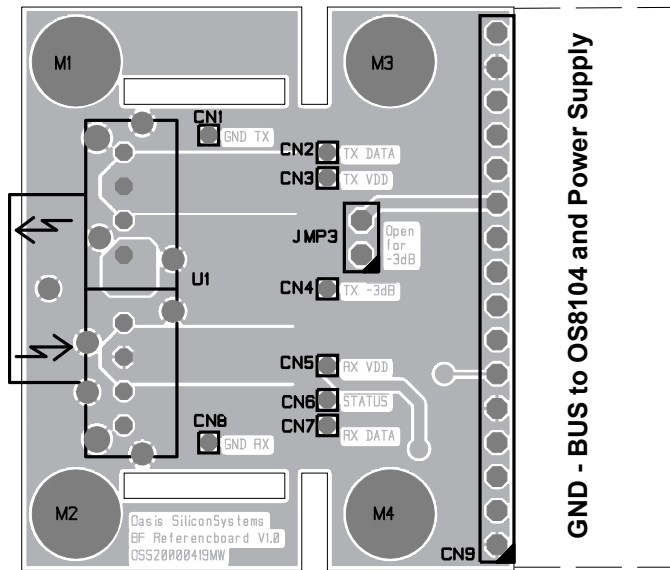 M1
M3
CN1
GND TX
CN2
TX DATA
CN3
TX VDD
JMP3
Open
for
-3dB
U1
CN4
TX -3dB
CN5
RX VDD
CN6
STATUS
CN7
RX DATA
CN8
GND RX
M2
M4
Oasis SiliconSystems
BF Referencboard V1.0
OSS20000419MW
CN9
GND - BUS to OS8104 and Power Supply